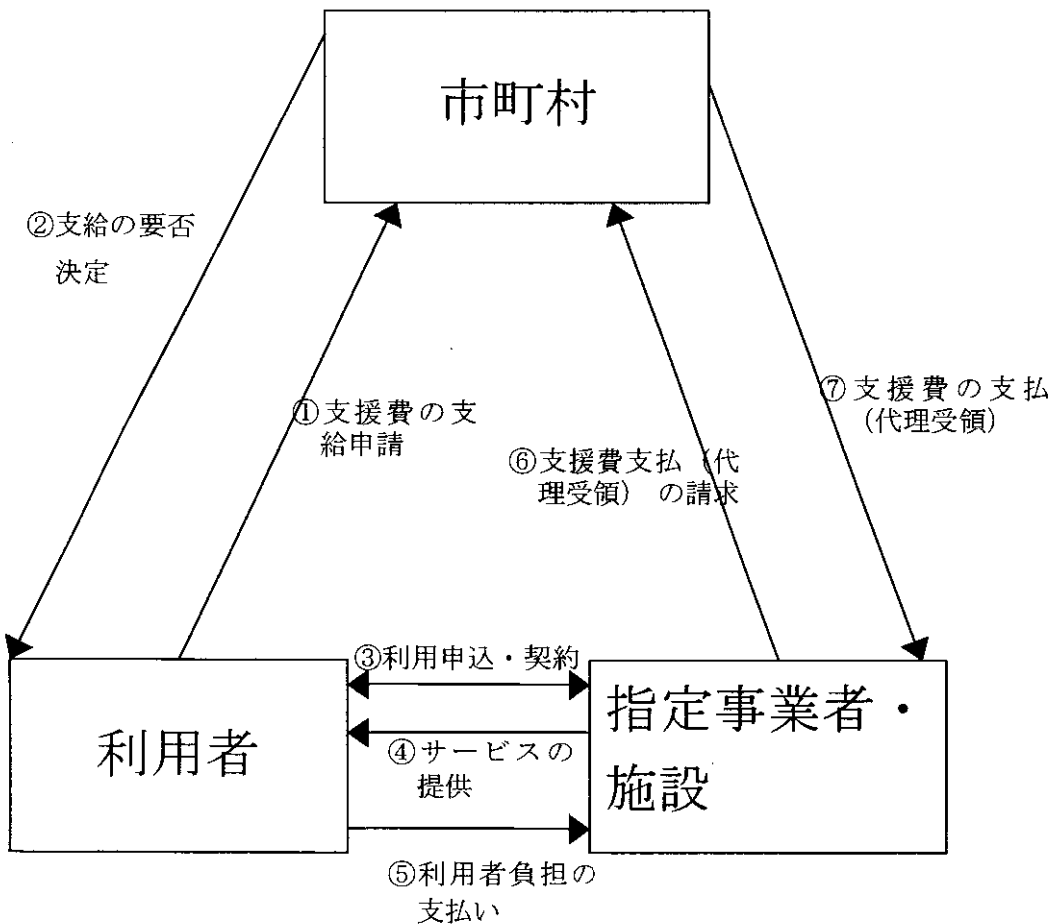 市町村
②支給の要否
決定
①支援費の支
給申請
⑥支援費支払（代
理受領） の請求
⑦支援費の支払
（代理受領）
③利用申込・契約
利用者
指定事業者・
施設
④サービスの
提供
⑤利用者負担の
支払い